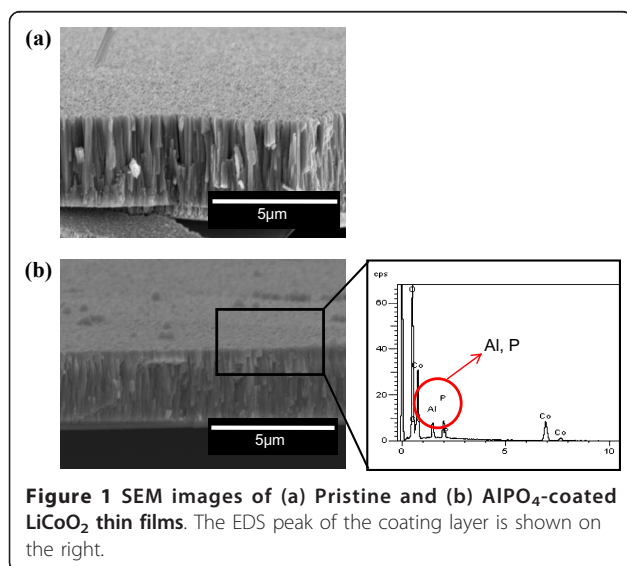 (a)
5µm
(b)
5µm
cps
60
40
20
0
O
Co
Al
P
Co
Co
0
5
10
Al, P
Figure 1 SEM images of (a) Pristine and (b) AlPO₄-coated
LiCoO₂ thin films. The EDS peak of the coating layer is shown on
the right.